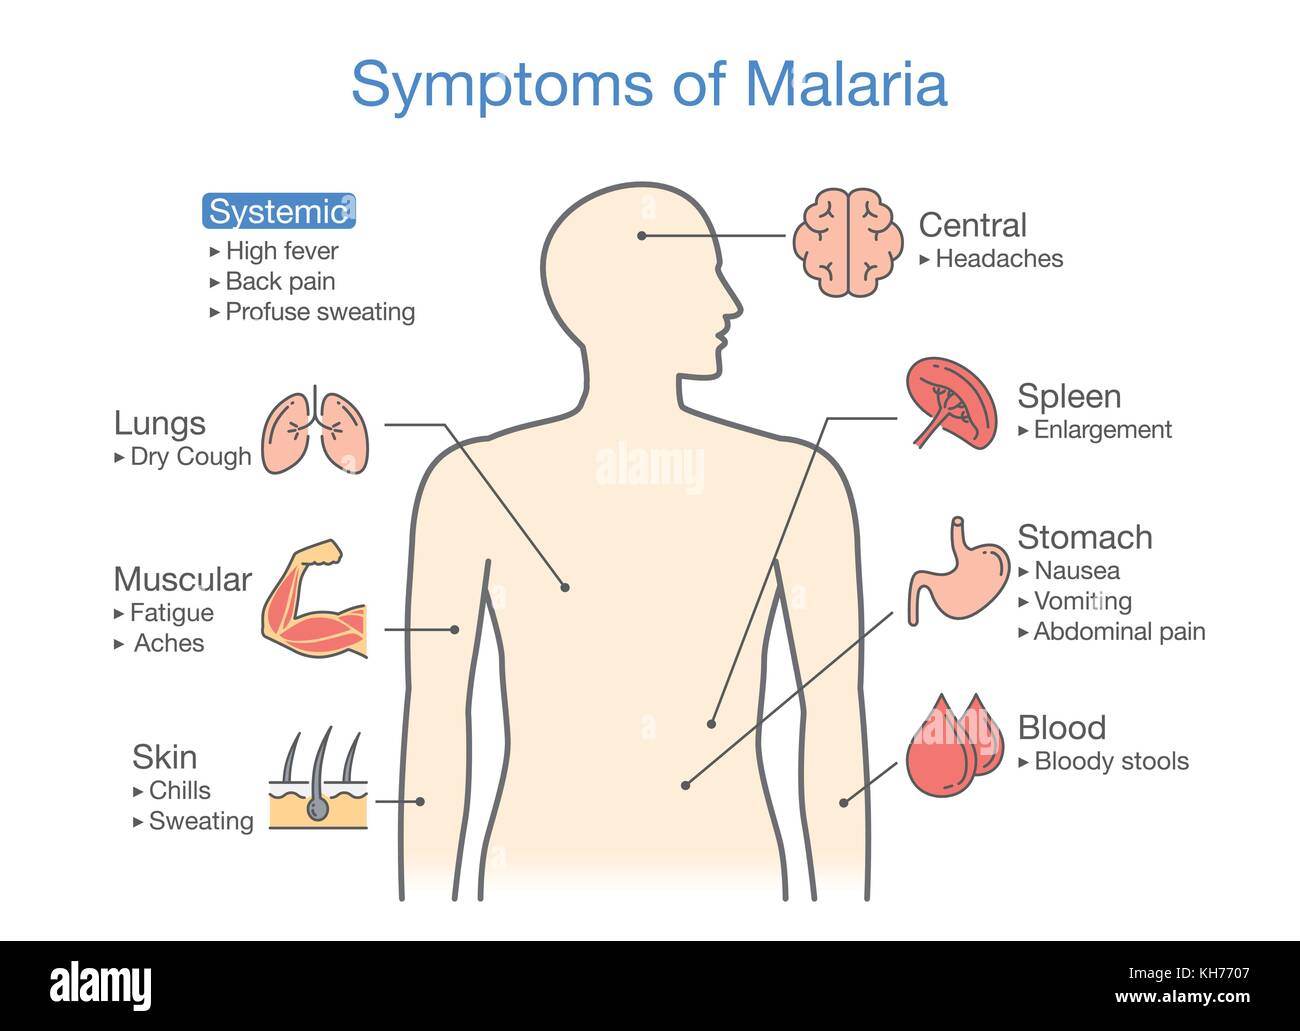 Symptoms of Malaria
Systemic
▸ High fever
▸ Back pain
▸ Profuse sweating
Central
▸ Headaches
Lungs
▸ Dry Cough
Spleen
▸ Enlargement
Muscular
▸ Fatigue
▸ Aches
Stomach
▸ Nausea
▸ Vomiting
▸ Abdominal pain
Skin
▸ Chills
▸ Sweating
Blood
▸ Bloody stools
alamy
a
a
a
a
a
a
alamy
Image ID: KH7707
www.alamy.com